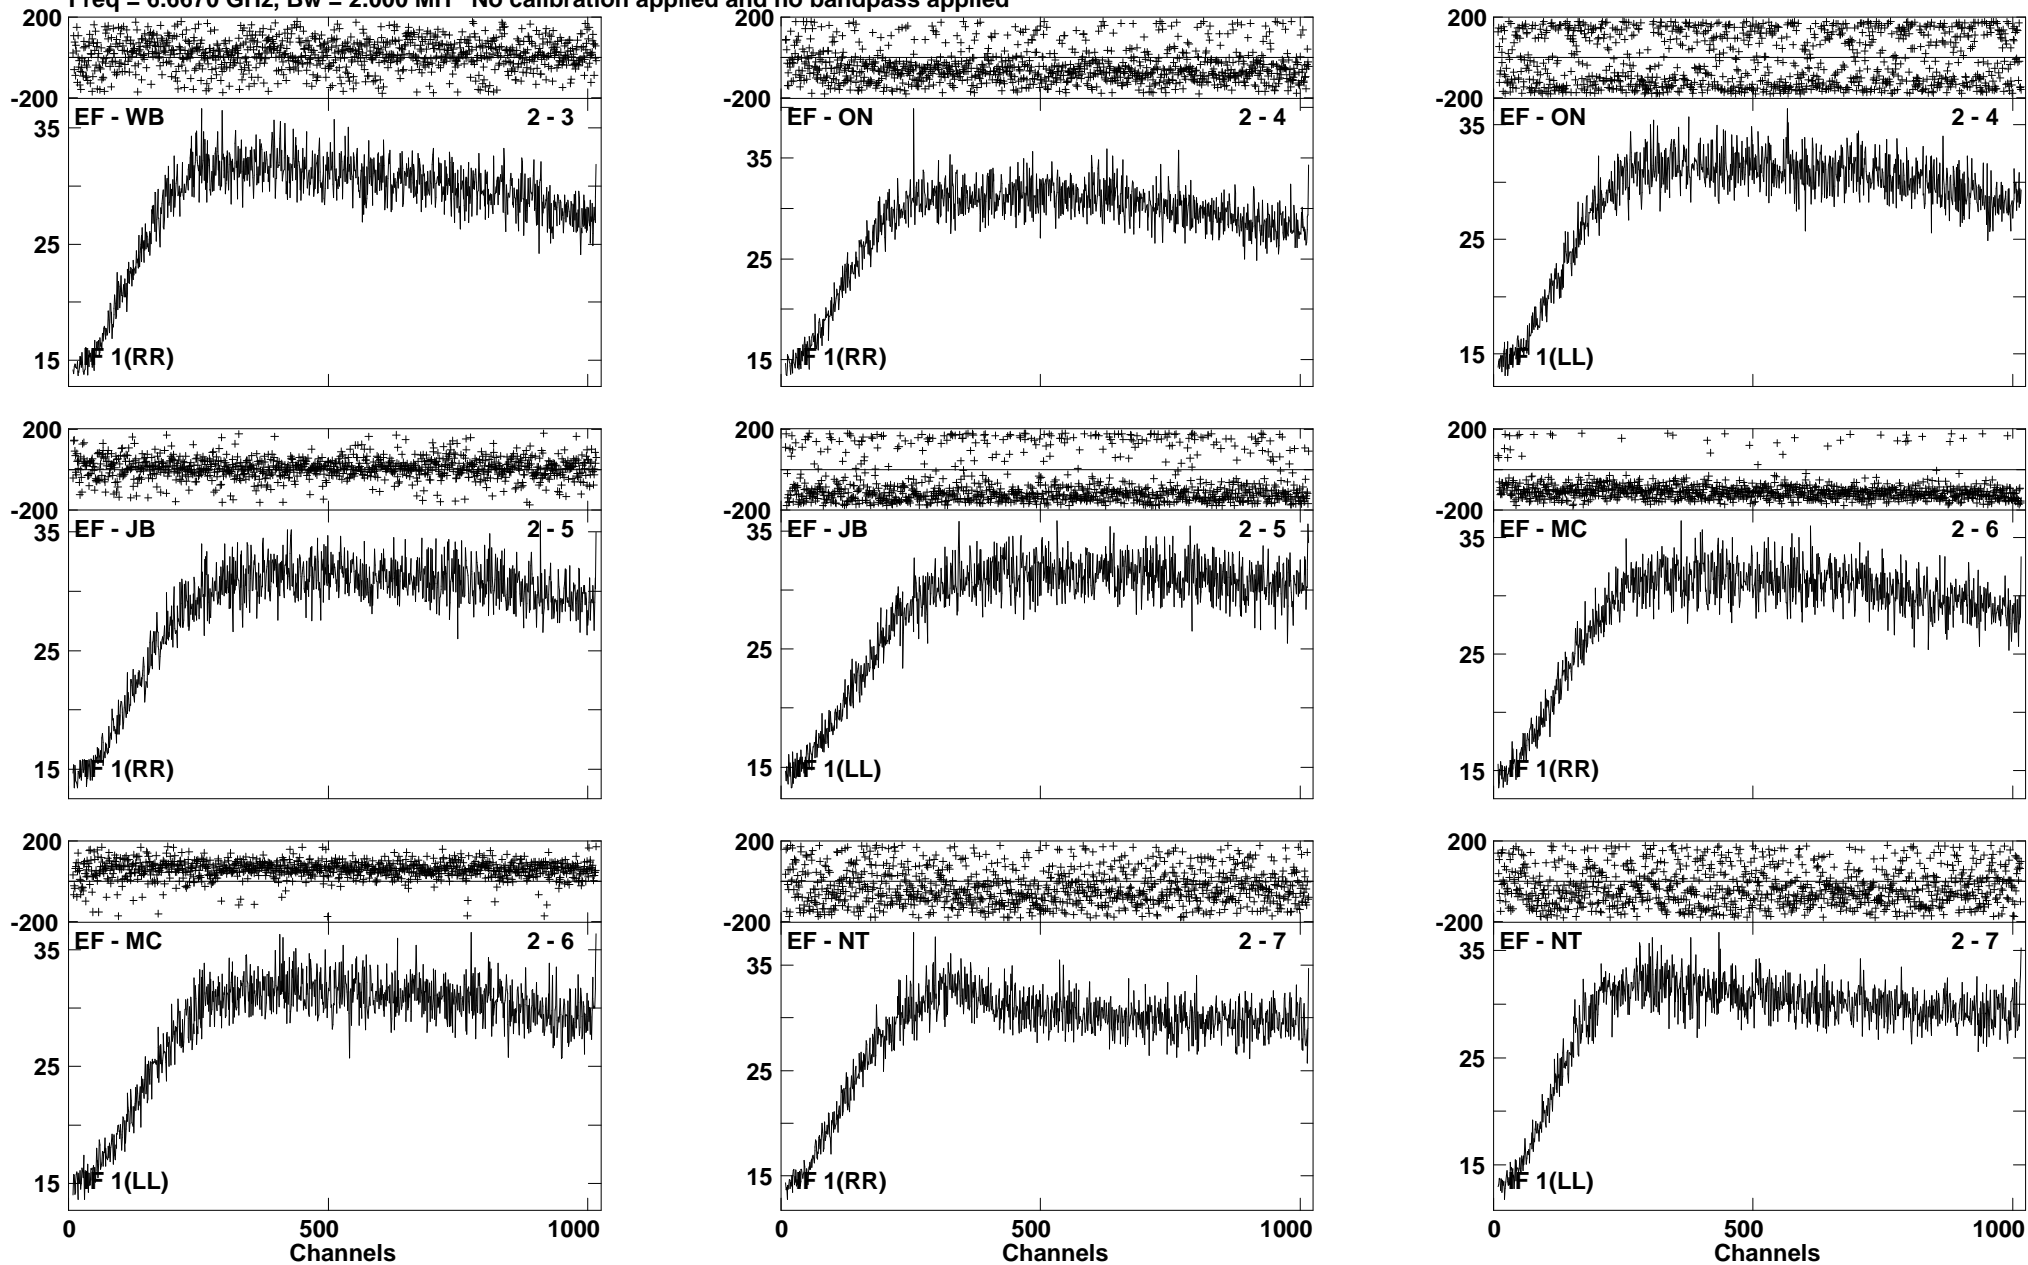 Freq = 6.6670 GHz, Bw = 2.000 MH No calibration applied and no bandpass applied
200 200 200
-200 -200 -200
EF - WB 2 - 3 EF - ON 2 - 4 EF - ON 2 - 4
35 35 35
25 25 25
15 IF 1(RR) 15 IF 1(RR) 15 IF 1(LL)
200 200 200
-200 -200 -200
EF - JB 2 - 5 EF - JB 2 - 5 EF - MC 2 - 6
35 35 35
25 25 25
15 IF 1(RR) 15 IF 1(LL) 15 IF 1(RR)
200 200 200
-200 -200 -200
EF - MC 2 - 6 EF - NT 2 - 7 EF - NT 2 - 7
35 35 35
25 25 25
15 IF 1(LL) 15 IF 1(RR) 15 IF 1(LL)
0 500 1000 0 500 1000 0 500 1000
Channels Channels Channels